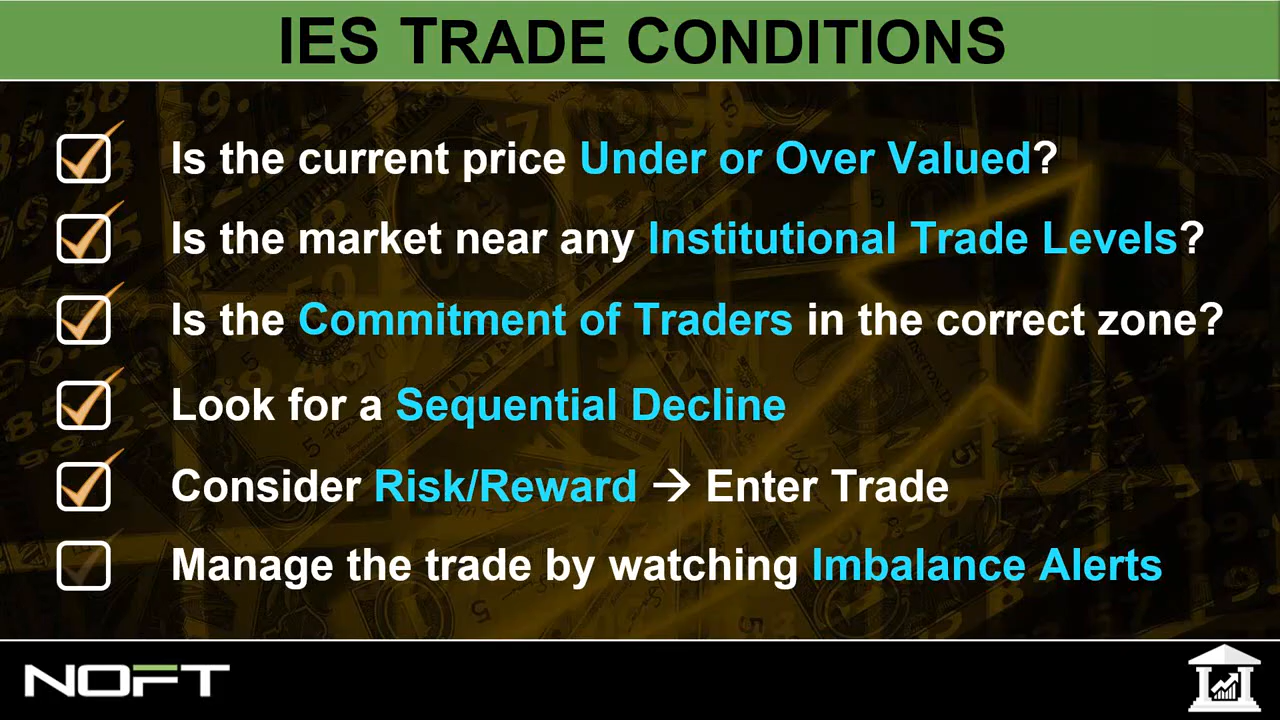 IES TRADE CONDITIONS
Is the current price Under or Over Valued?
Is the market near any Institutional Trade Levels?
Is the Commitment of Traders in the correct zone?
Look for a Sequential Decline
Consider Risk/Reward → Enter Trade
Manage the trade by watching Imbalance Alerts
NOFT